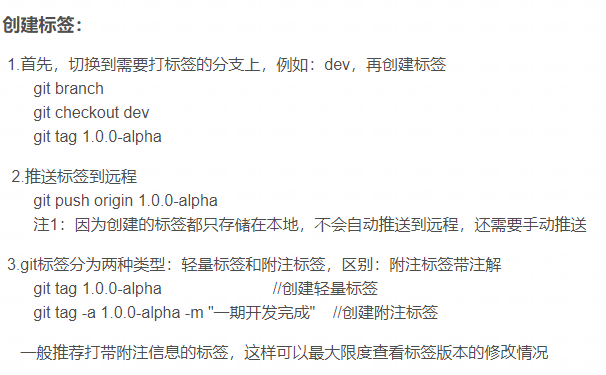 创建标签：
1.首先，切换到需要打标签的分支上，例如：dev，再创建标签
git branch
git checkout dev
git tag 1.0.0-alpha
2.推送标签到远程
git push origin 1.0.0-alpha
注1：因为创建的标签都只存储在本地，不会自动推送到远程，还需要手动推送
3.git标签分为两种类型：轻量标签和附注标签，区别：附注标签带注解
git tag 1.0.0-alpha //创建轻量标签
git tag -a 1.0.0-alpha -m "一期开发完成" //创建附注标签
一般推荐打带附注信息的标签，这样可以最大限度查看标签版本的修改情况